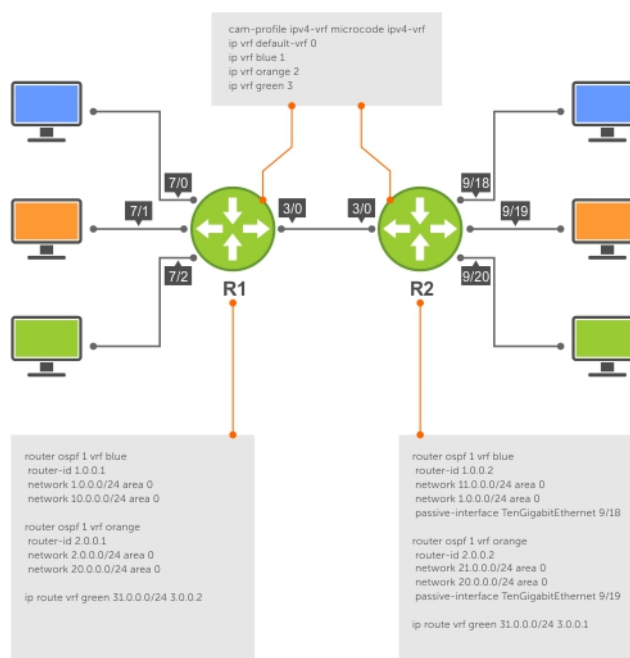 cam-profile ipv4-vrf microcode ipv4-vrf
ip vrf default-vrf 0
ip vrf blue 1
ip vrf orange 2
ip vrf green 3
7/0
7/1
7/2
3/0
3/0
9/18
9/19
9/20
R1
R2
router ospf 1 vrf blue
router-id 1.0.0.1
network 1.0.0.0/24 area 0
network 10.0.0.0/24 area 0
router ospf 1 vrf orange
router-id 2.0.0.1
network 2.0.0.0/24 area 0
network 20.0.0.0/24 area 0
ip route vrf green 31.0.0.0/24 3.0.0.2
router ospf 1 vrf blue
router-id 1.0.0.2
network 11.0.0.0/24 area 0
network 1.0.0.0/24 area 0
passive-interface TenGigabitEthernet 9/18
router ospf 1 vrf orange
router-id 2.0.0.2
network 21.0.0.0/24 area 0
network 20.0.0.0/24 area 0
passive-interface TenGigabitEthernet 9/19
ip route vrf green 31.0.0.0/24 3.0.0.1